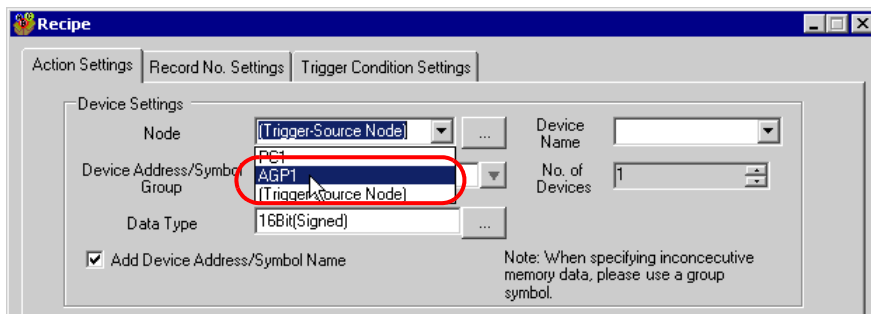 Recipe
Action Settings Record No. Settings Trigger Condition Settings
Device Settings
Node (Trigger-Source Node) ... Device Name
PC1
Device Address/Symbol Group AGP1 No. of Devices 1
(Trigger-Source Node)
Data Type 16Bit(Signed) ...
Add Device Address/Symbol Name
Note: When specifying inconcecutive
memory data, please use a group
symbol.